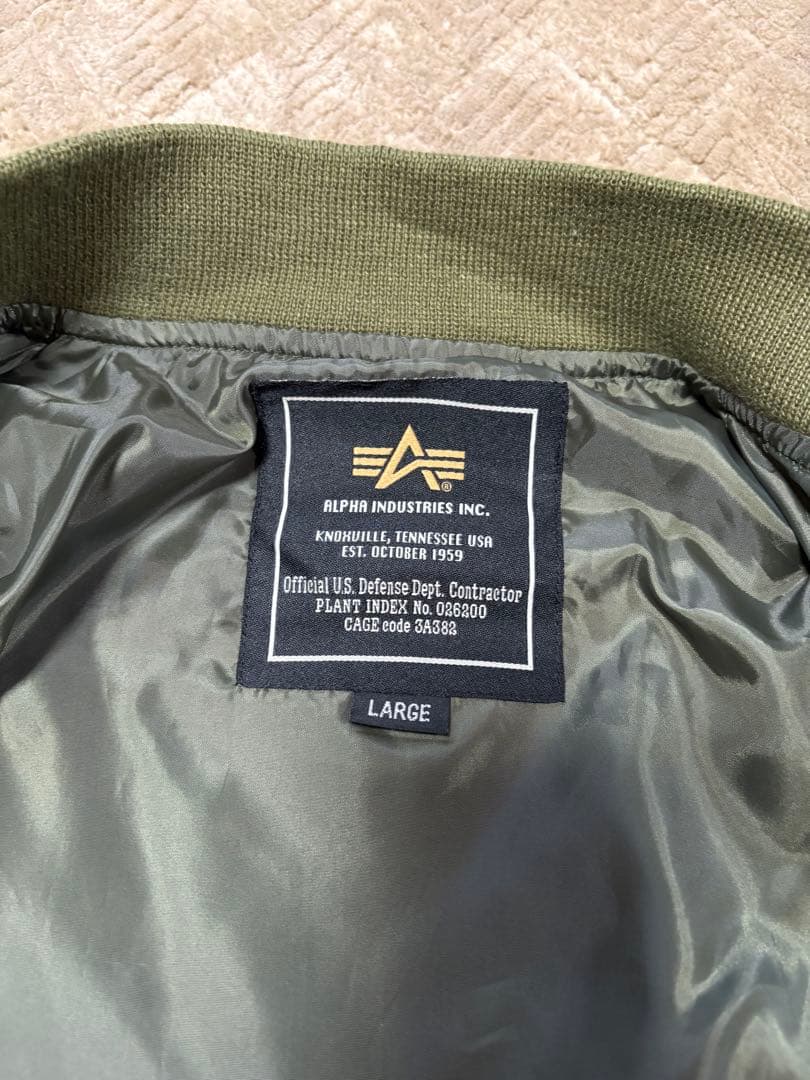 ALPHA INDUSTRIES INC.
KNOXVILLE, TENNESSEE USA
EST. OCTOBER 1959
Official U.S. Defense Dept. Contractor
PLANT INDEX No. 026200
CAGE code 3A382
LARGE